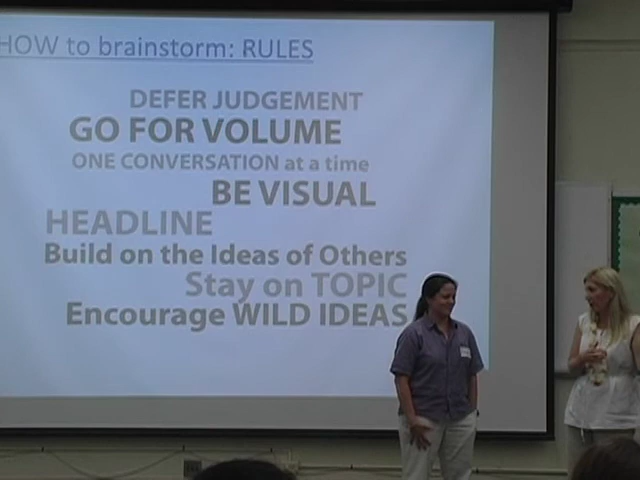 HOW to brainstorm: RULES
DEFER JUDGEMENT
GO FOR VOLUME
ONE CONVERSATION at a time
BE VISUAL
HEADLINE
Build on the Ideas of Others
Stay on TOPIC
Encourage WILD IDEAS